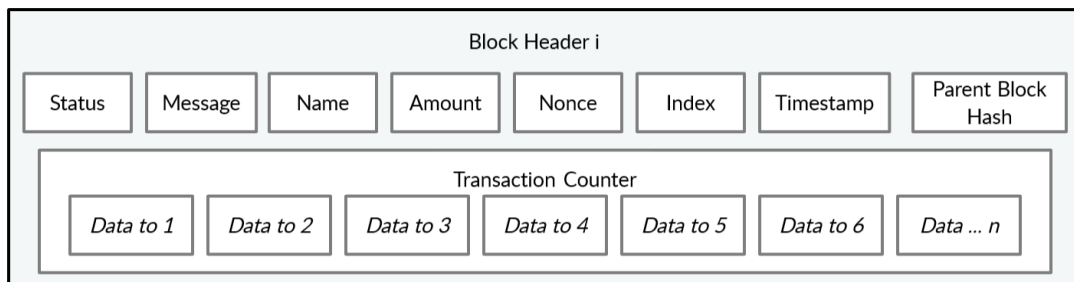 Block Header i
Status Message Name Amount Nonce Index Timestamp Parent Block
Hash
Transaction Counter
Data to 1 Data to 2 Data to 3 Data to 4 Data to 5 Data to 6 Data ... n